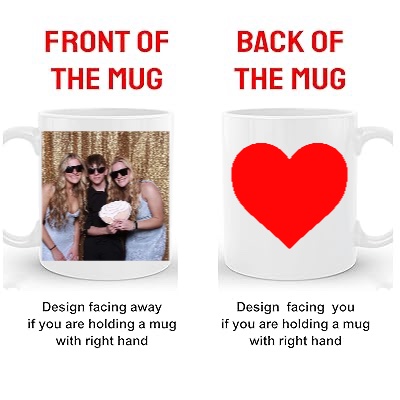 FRONT OF
THE MUG
BACK OF
THE MUG
Design facing away
if you are holding a mug
with right hand
Design facing you
if you are holding a mug
with right hand